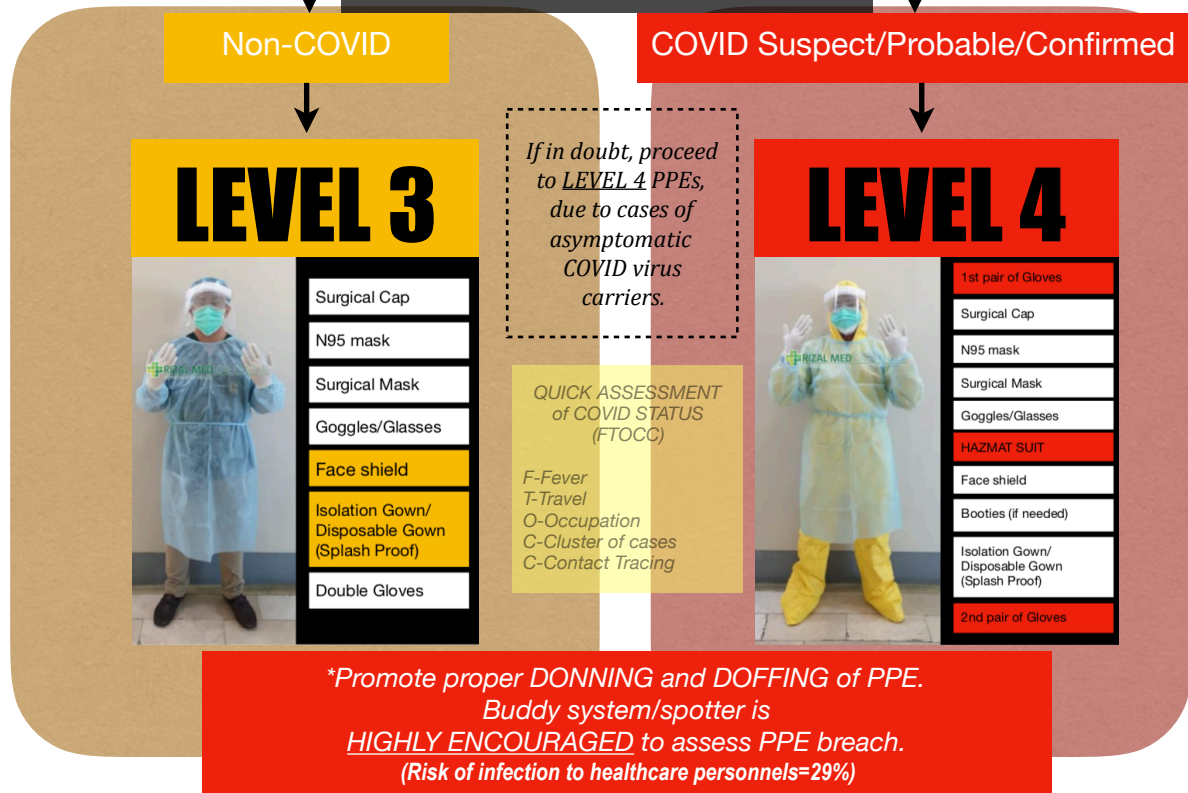 Non-COVID
COVID Suspect/Probable/Confirmed
LEVEL 3
Surgical Cap
N95 mask
Surgical Mask
Goggles/Glasses
Face shield
Isolation Gown/
Disposable Gown
(Splash Proof)
Double Gloves
RIZAL MED
If in doubt, proceed
to LEVEL 4 PPEs,
due to cases of
asymptomatic
COVID virus
carriers.
QUICK ASSESSMENT
of COVID STATUS
(FTOCC)
F-Fever
T-Travel
O-Occupation
C-Cluster of cases
C-Contact Tracing
LEVEL 4
1st pair of Gloves
Surgical Cap
N95 mask
Surgical Mask
Goggles/Glasses
HAZMAT SUIT
Face shield
Booties (if needed)
Isolation Gown/
Disposable Gown
(Splash Proof)
2nd pair of Gloves
RIZAL MED
*Promote proper DONNING and DOFFING of PPE.
Buddy system/spotter is
HIGHLY ENCOURAGED to assess PPE breach.
(Risk of infection to healthcare personnels=29%)